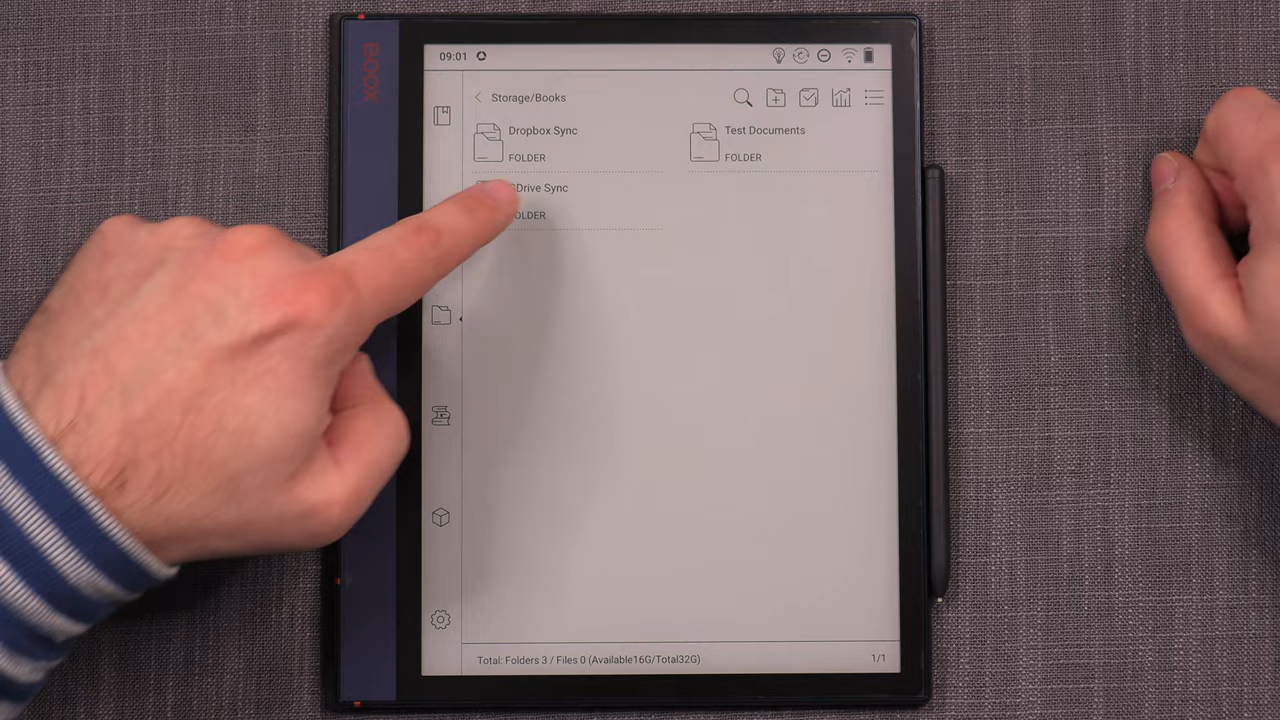 BOOX
09:01
Storage/Books
Dropbox Sync
FOLDER
Test Documents
FOLDER
Drive Sync
OLDER
Total: Folders 3 / Files 0 (Available16G/Total32G)
1/1